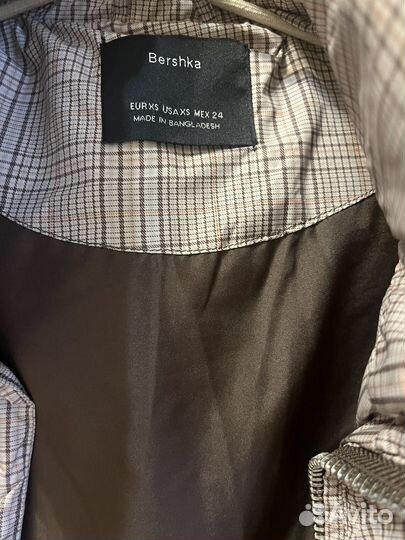 Bershka
EUR XS USA XS MEX 24
MADE IN BANGLADESH
Avito